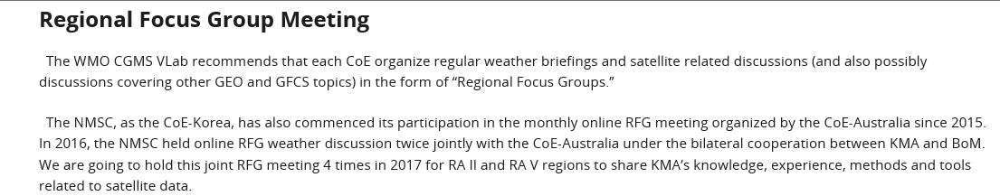 Regional Focus Group Meeting
The WMO CGMS VLab recommends that each CoE organize regular weather briefings and satellite related discussions (and also possibly
discussions covering other GEO and GFCS topics) in the form of “Regional Focus Groups.”
The NMSC, as the CoE-Korea, has also commenced its participation in the monthly online RFG meeting organized by the CoE-Australia since 2015.
In 2016, the NMSC held online RFG weather discussion twice jointly with the CoE-Australia under the bilateral cooperation between KMA and BoM.
We are going to hold this joint RFG meeting 4 times in 2017 for RA II and RA V regions to share KMA’s knowledge, experience, methods and tools
related to satellite data.